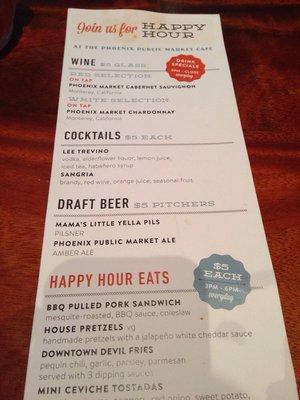 Join us for HAPPY HOUR
AT THE PHOENIX PUBLIC MARKET CAFE
WINE $5 GLASS
DRINK SPECIALS
3PM - CLOSE
everyday
RED SELECTION
ON TAP
PHOENIX MARKET CABERNET SAUVIGNON
Monterey, California
WHITE SELECTION
ON TAP
PHOENIX MARKET CHARDONNAY
Monterey, California
COCKTAILS $5 EACH
LEE TREVINO
vodka, elderflower liquor, lemon juice,
iced tea, habañero syrup
SANGRIA
brandy, red wine, orange juice, seasonal fruit
DRAFT BEER $5 PITCHERS
MAMA'S LITTLE YELLA PILS
PILSNER
PHOENIX PUBLIC MARKET ALE
AMBER ALE
HAPPY HOUR EATS
$5 EACH
3PM - 6PM
everyday
BBQ PULLED PORK SANDWICH
mesquite-roasted, BBQ sauce, coleslaw
HOUSE PRETZELS vg
handmade pretzels with a jalapeño white cheddar sauce
DOWNTOWN DEVIL FRIES
pequin chili, garlic, parsley, parmesan
served with 3 dipping sauces
MINI CEVICHE TOSTADAS
red onion, sweet potato,